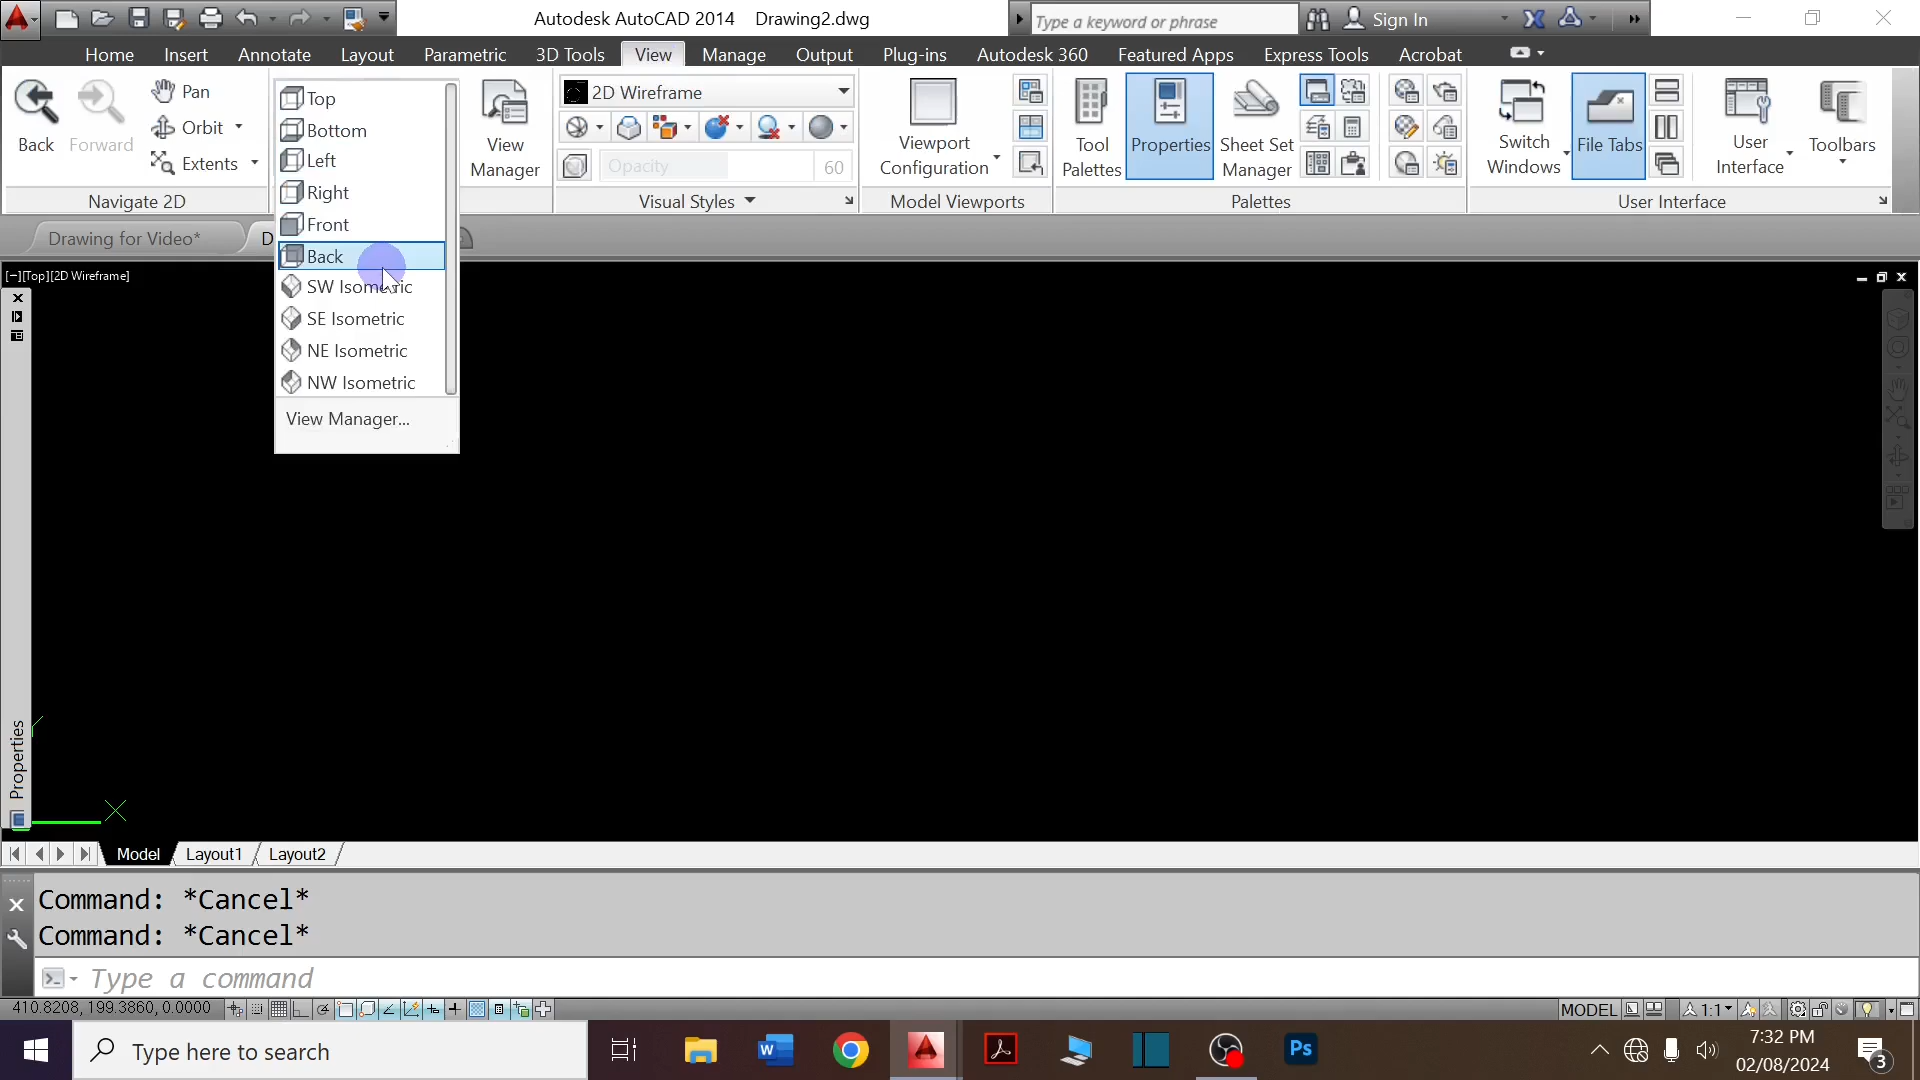 Autodesk AutoCAD 2014 Drawing2.dwg
Type a keyword or phrase
Sign In
Home Insert Annotate Layout Parametric 3D Tools View Manage Output Plug-ins Autodesk 360 Featured Apps Express Tools Acrobat
Back
Forward
Pan
Orbit
Extents
Navigate 2D
Top
Bottom
Left
Right
Front
Back
SW Isometric
SE Isometric
NE Isometric
NW Isometric
View Manager...
View
Manager
2D Wireframe
Opacity 60
Visual Styles
Viewport
Configuration
Model Viewports
Tool
Palettes
Properties
Sheet Set
Manager
Palettes
Switch
Windows
File Tabs
User
Interface
Toolbars
User Interface
Drawing for Video*
D
[−][Top][2D Wireframe]
Properties
Model Layout1 Layout2
Command: *Cancel*
Command: *Cancel*
Type a command
410.8208, 199.3860, 0.0000
MODEL
1:1
Type here to search
7:32 PM
02/08/2024
3